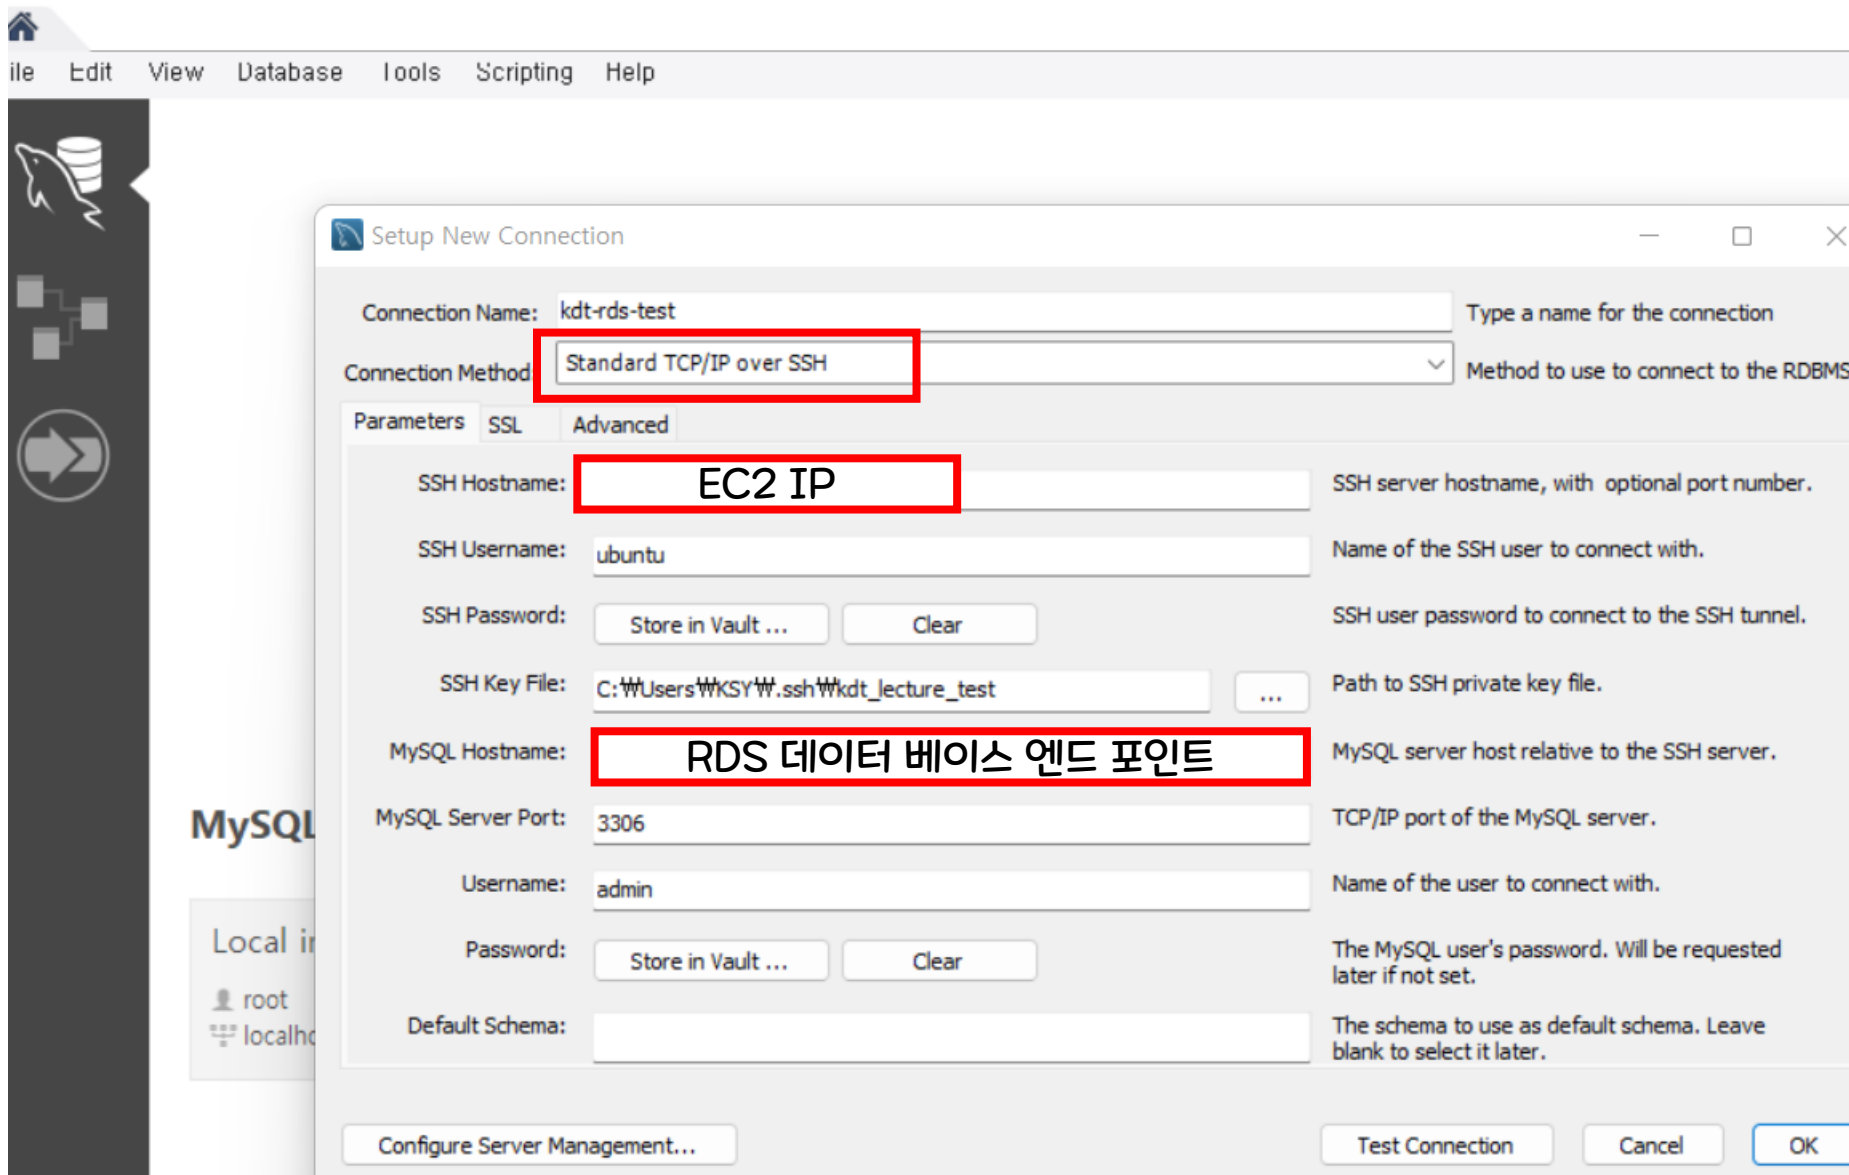 ile Edit View Database Tools Scripting Help
Setup New Connection
Connection Name: kdt-rds-test Type a name for the connection
Connection Method: Standard TCP/IP over SSH Method to use to connect to the RDBMS
Parameters SSL Advanced
SSH Hostname: EC2 IP SSH server hostname, with optional port number.
SSH Username: ubuntu Name of the SSH user to connect with.
SSH Password: Store in Vault ... Clear SSH user password to connect to the SSH tunnel.
SSH Key File: C:₩Users₩KSY₩.ssh₩kdt_lecture_test ... Path to SSH private key file.
MySQL Hostname: RDS 데이터 베이스 엔드 포인트 MySQL server host relative to the SSH server.
MySQL Server Port: 3306 TCP/IP port of the MySQL server.
MySQL
Username: admin Name of the user to connect with.
Local in
Password: Store in Vault ... Clear The MySQL user's password. Will be requested
later if not set.
root
Default Schema: The schema to use as default schema. Leave
localho
blank to select it later.
Configure Server Management... Test Connection Cancel OK